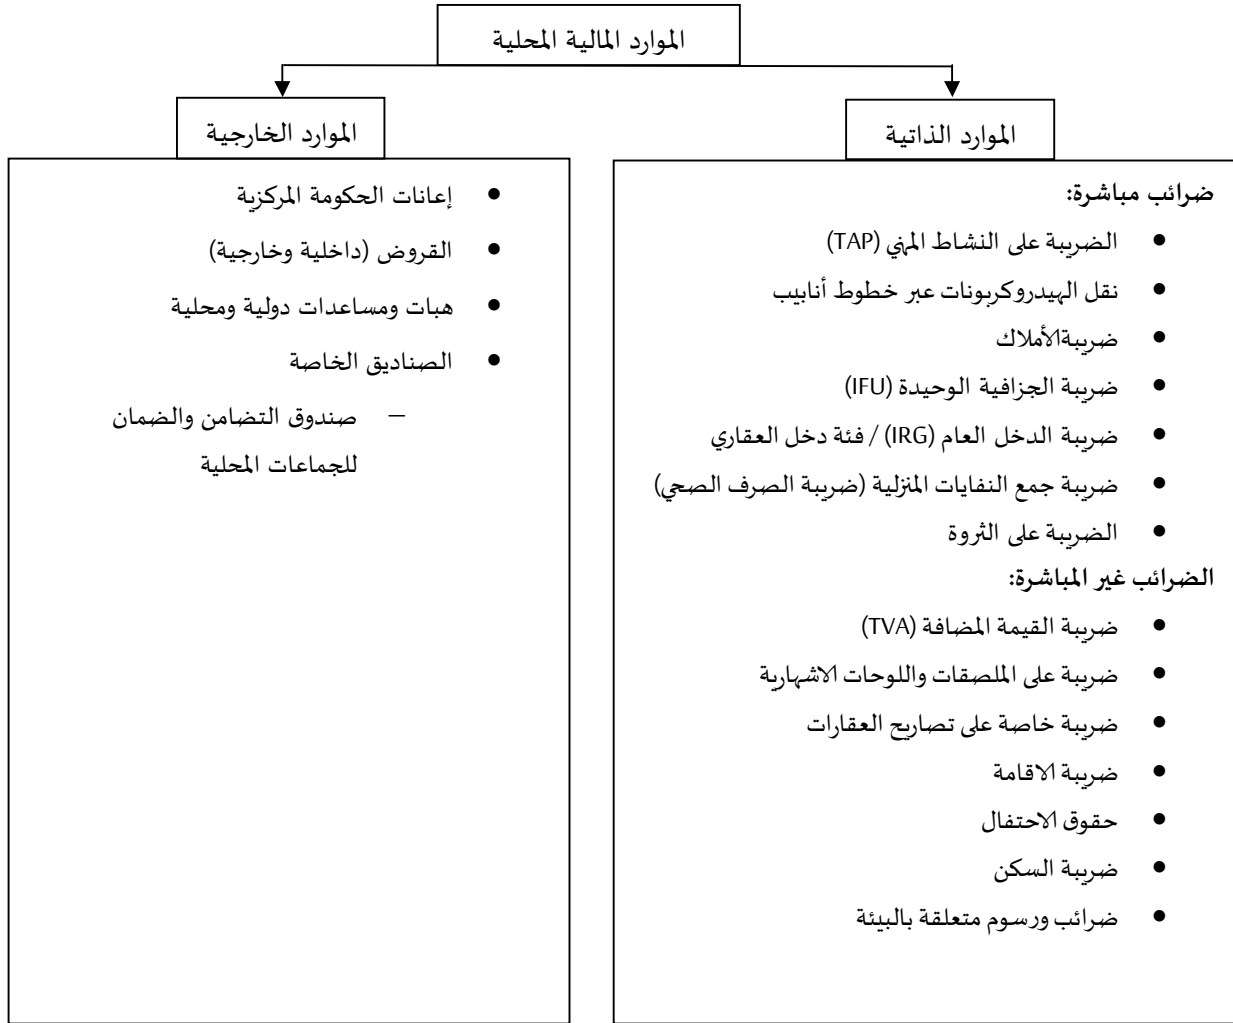 الموارد المالية المحلية
الموارد الذاتية
ضرائب مباشرة:
• الضريبة على النشاط المهني (TAP)
• نقل الهيدروكربونات عبر خطوط أنابيب
• ضريبةالأملاك
• ضريبة الجزافية الوحيدة (IFU)
• ضريبة الدخل العام (IRG) / فئة دخل العقاري
• ضريبة جمع النفايات المنزلية (ضريبة الصرف الصحي)
• الضريبة على الثروة
الضرائب غير المباشرة:
• ضريبة القيمة المضافة (TVA)
• ضريبة على الملصقات واللوحات الاشهارية
• ضريبة خاصة على تصاريح العقارات
• ضريبة الاقامة
• حقوق الاحتفال
• ضريبة السكن
• ضرائب ورسوم متعلقة بالبيئة
الموارد الخارجية
• إعانات الحكومة المركزية
• القروض (داخلية وخارجية)
• هبات ومساعدات دولية ومحلية
• الصناديق الخاصة
– صندوق التضامن والضمان
للجماعات المحلية